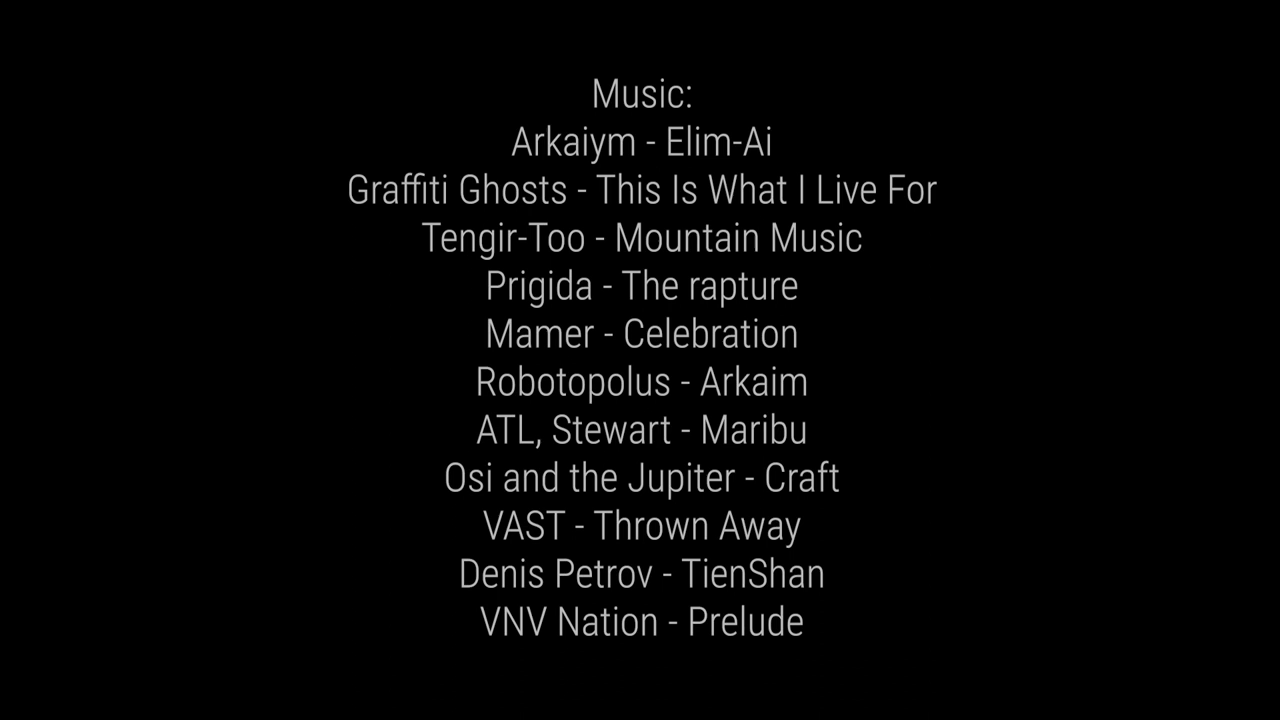 Music:
Arkaiym - Elim-Ai
Graffiti Ghosts - This Is What I Live For
Tengir-Too - Mountain Music
Prigida - The rapture
Mamer - Celebration
Robotopolus - Arkaim
ATL, Stewart - Maribu
Osi and the Jupiter - Craft
VAST - Thrown Away
Denis Petrov - TienShan
VNV Nation - Prelude